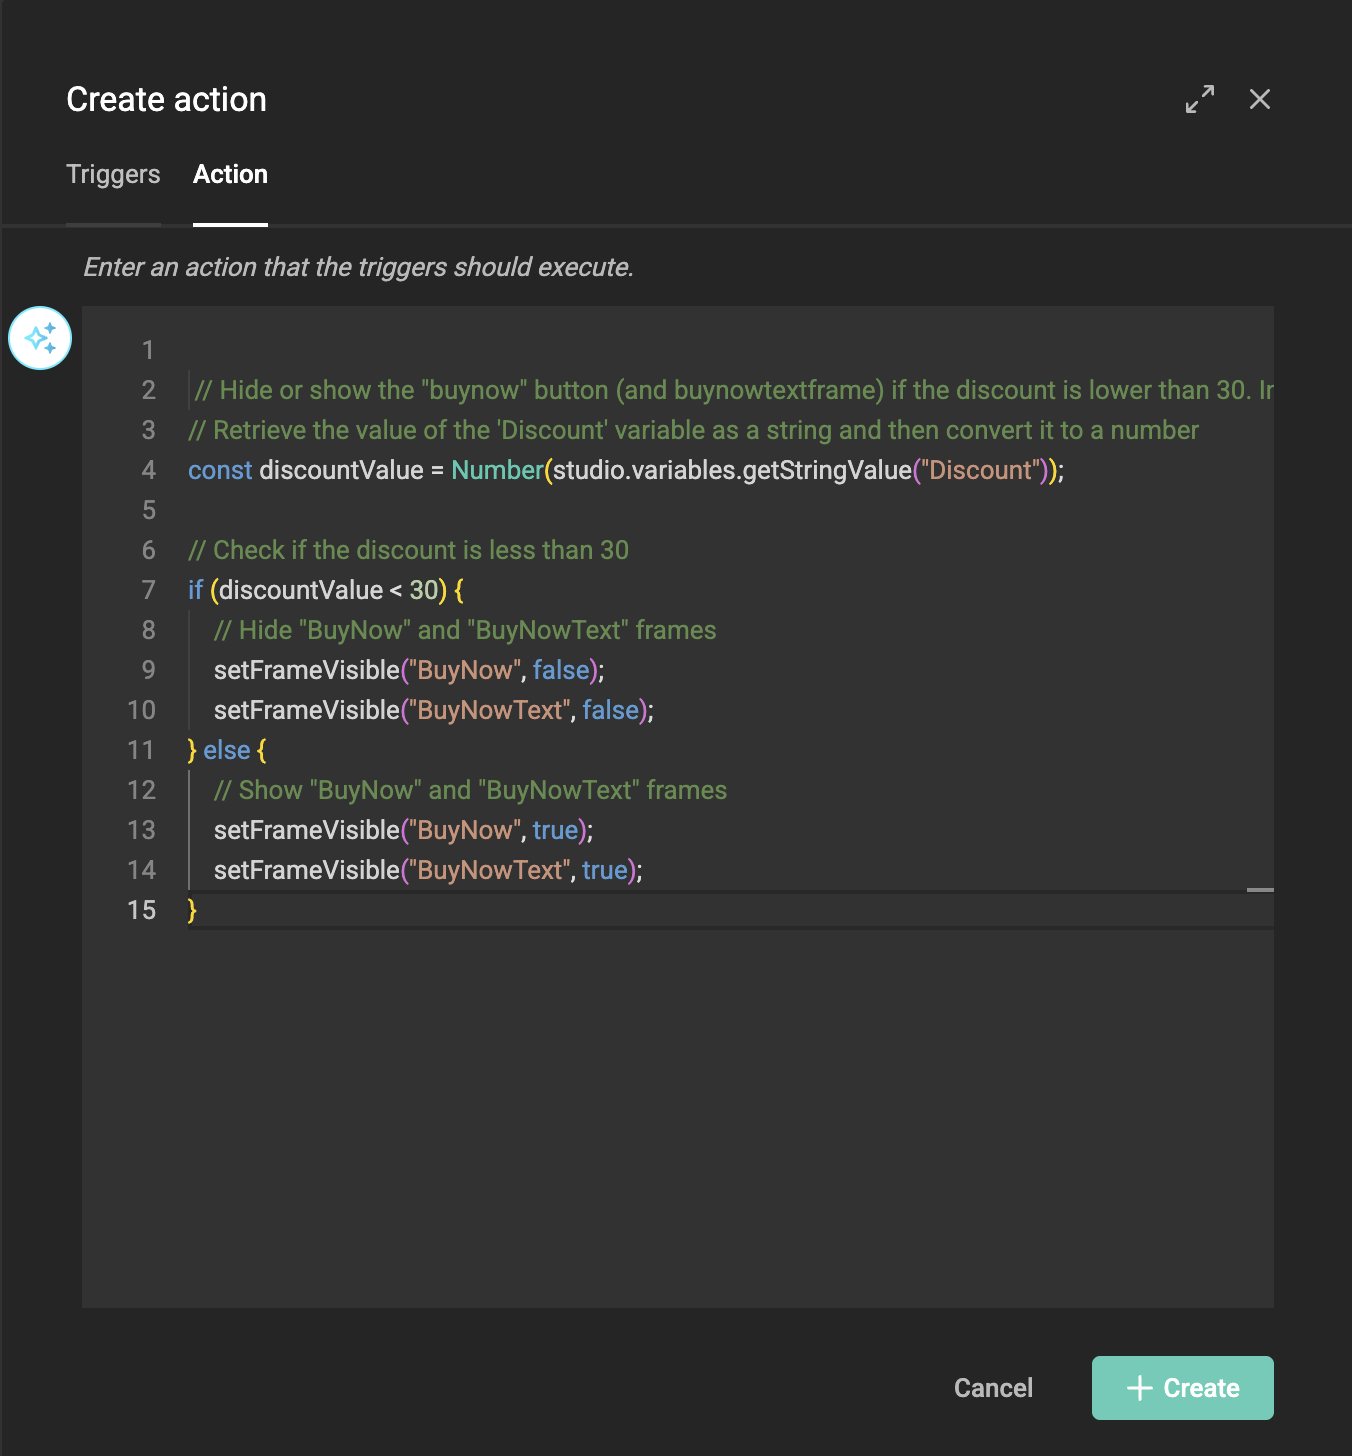 Create action
Triggers Action
Enter an action that the triggers should execute.
1
2 // Hide or show the "buynow" button (and buynowtextframe) if the discount is lower than 30.
3 // Retrieve the value of the 'Discount' variable as a string and then convert it to a number
4 const discountValue = Number(studio.variables.getStringValue("Discount"));
5
6 // Check if the discount is less than 30
7 if (discountValue < 30) {
8 // Hide "BuyNow" and "BuyNowText" frames
9 setFrameVisible("BuyNow", false);
10 setFrameVisible("BuyNowText", false);
11 } else {
12 // Show "BuyNow" and "BuyNowText" frames
13 setFrameVisible("BuyNow", true);
14 setFrameVisible("BuyNowText", true);
15 }
Cancel
+ Create